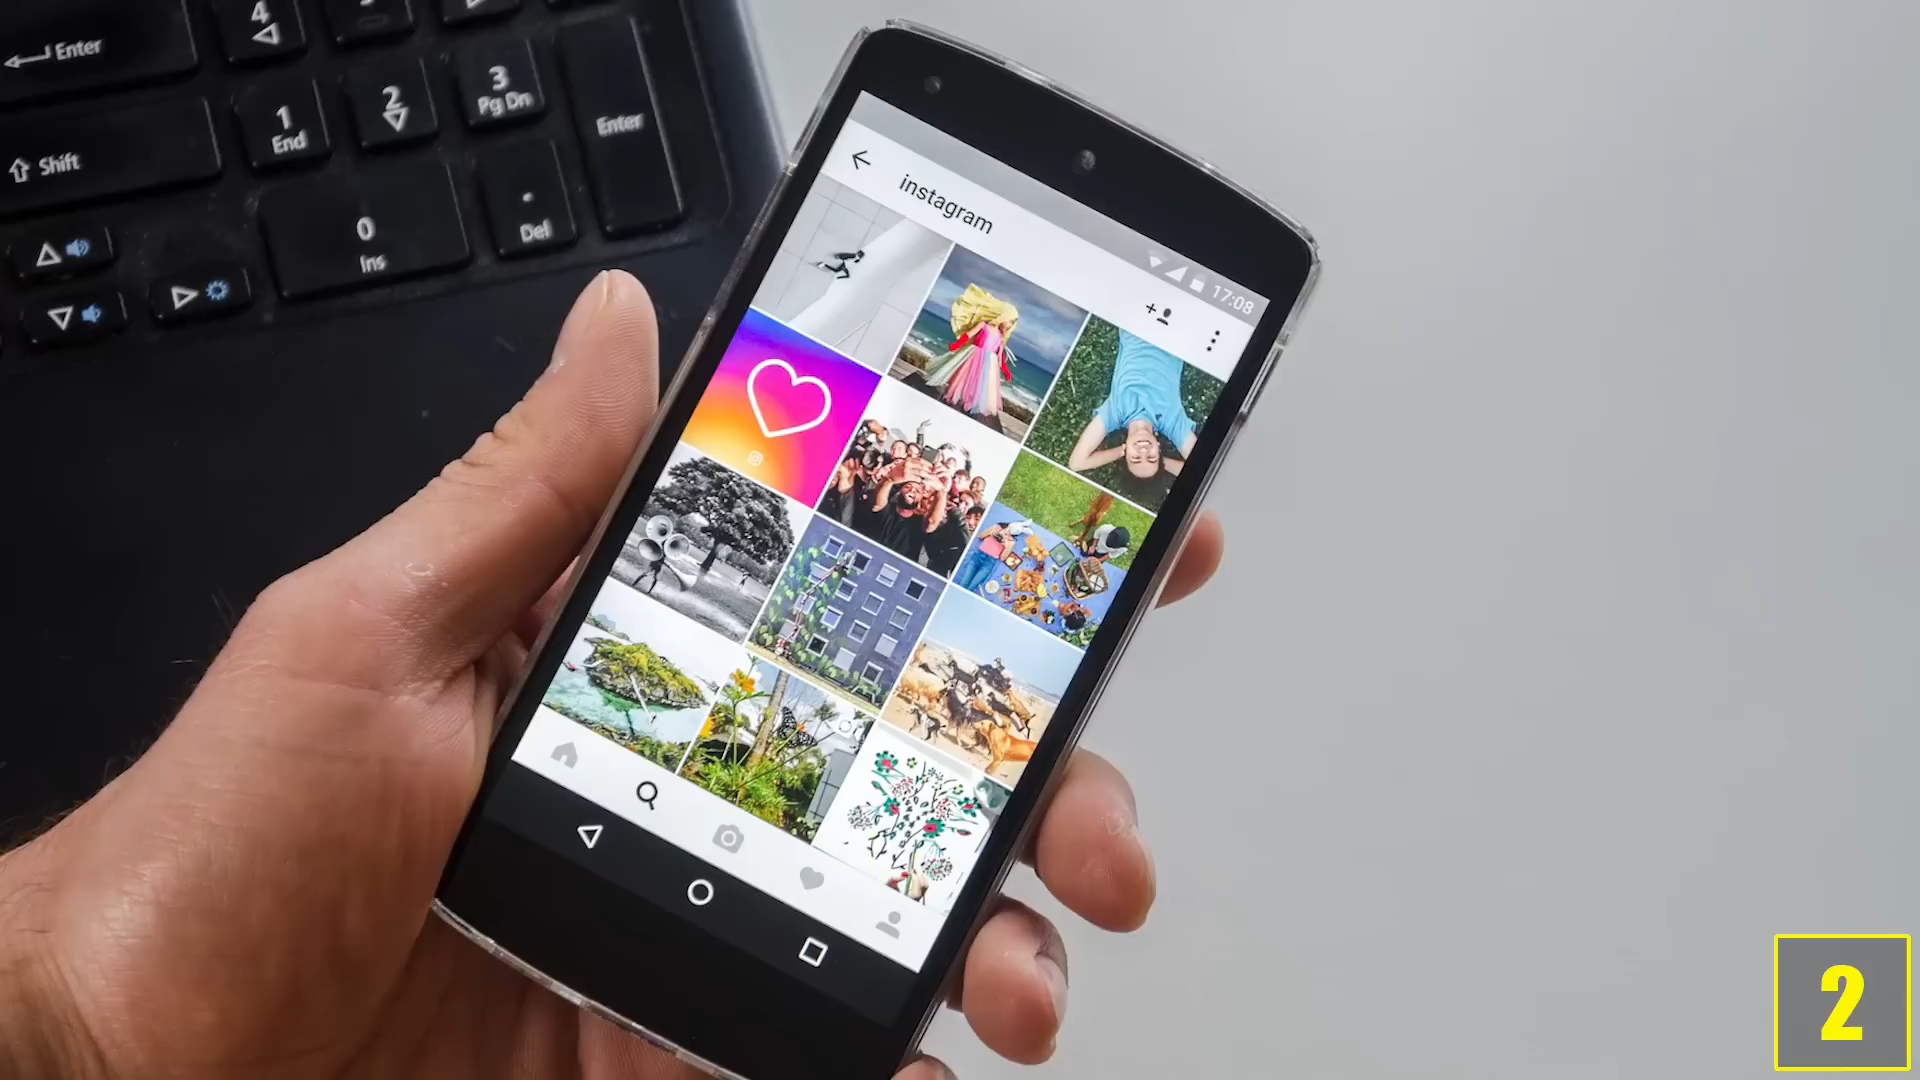 4
Enter
1
End
2
3
Pg Dn
Enter
Shift
0
Ins
.
Del
instagram
17:08
2